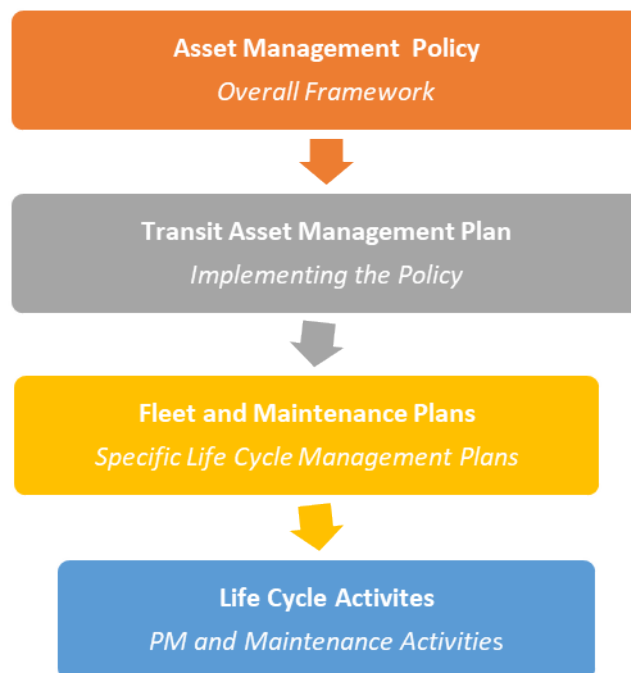 Asset Management Policy
Overall Framework
Transit Asset Management Plan
Implementing the Policy
Fleet and Maintenance Plans
Specific Life Cycle Management Plans
Life Cycle Activites
PM and Maintenance Activities